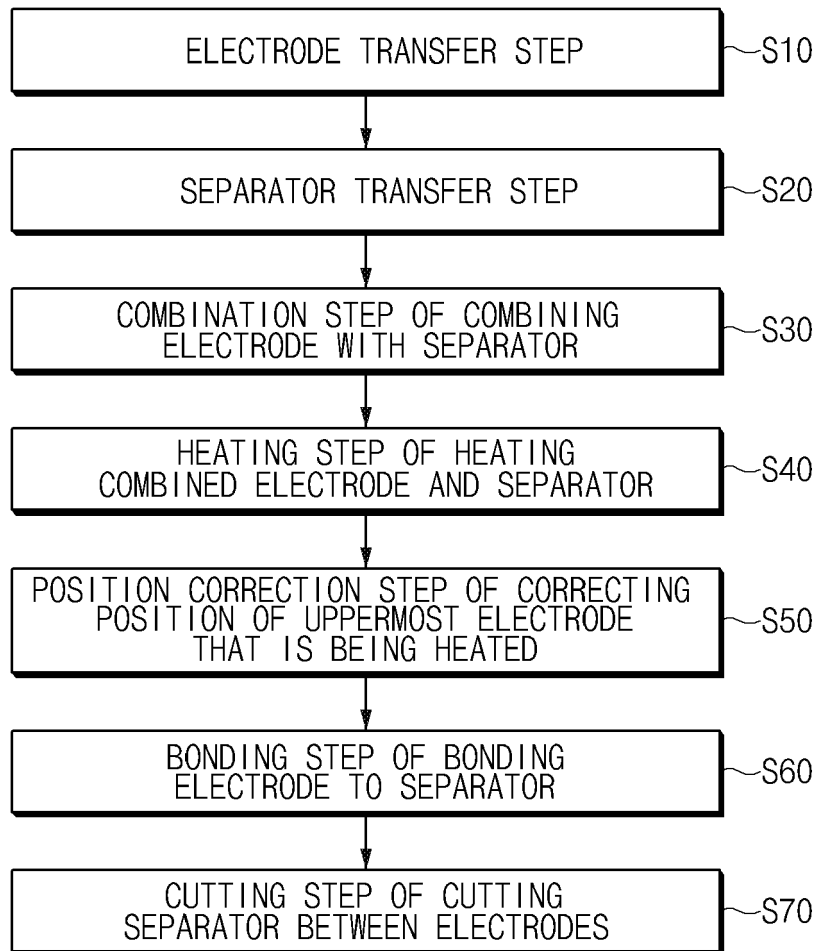 ELECTRODE TRANSFER STEP
S10
SEPARATOR TRANSFER STEP
S20
COMBINATION STEP OF COMBINING
ELECTRODE WITH SEPARATOR
S30
HEATING STEP OF HEATING
COMBINED ELECTRODE AND SEPARATOR
S40
POSITION CORRECTION STEP OF CORRECTING
POSITION OF UPPERMOST ELECTRODE
THAT IS BEING HEATED
S50
BONDING STEP OF BONDING
ELECTRODE TO SEPARATOR
S60
CUTTING STEP OF CUTTING
SEPARATOR BETWEEN ELECTRODES
S70